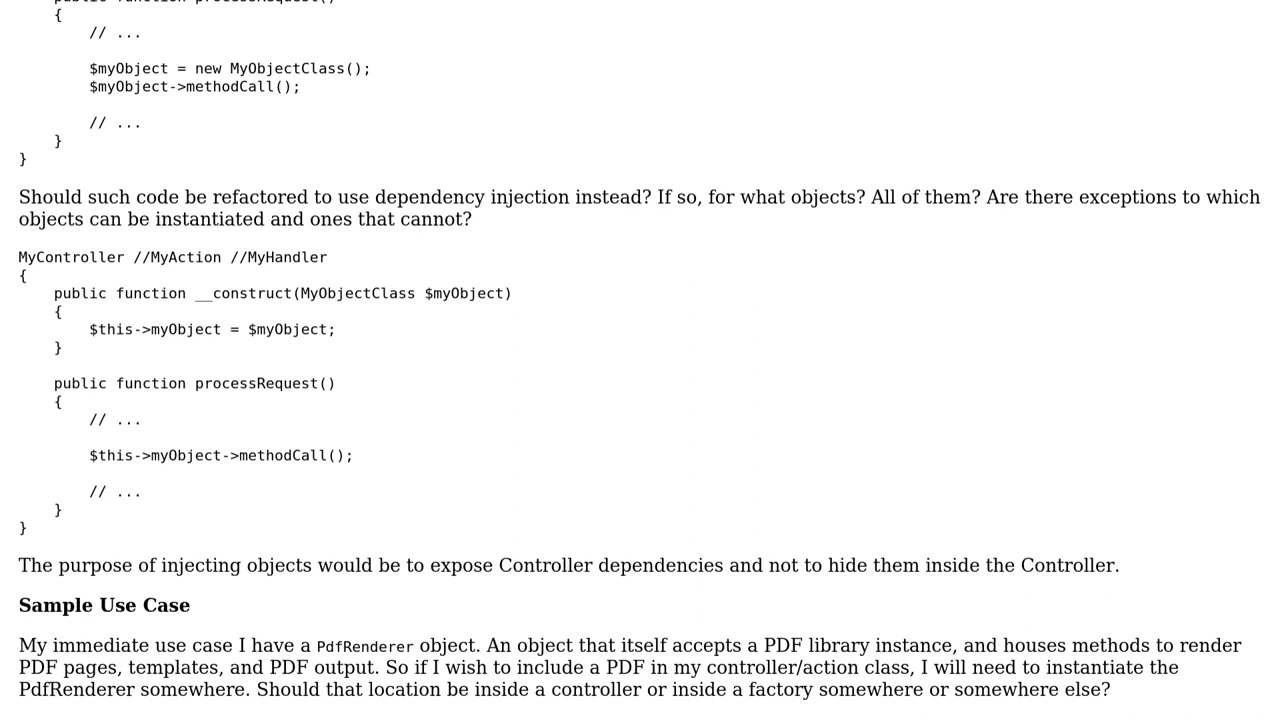 public function processRequest()
    {
        // ...

        $myObject = new MyObjectClass();
        $myObject->methodCall();

        // ...
    }
}
Should such code be refactored to use dependency injection instead? If so, for what objects? All of them? Are there exceptions to which
objects can be instantiated and ones that cannot?
MyController //MyAction //MyHandler
{
    public function __construct(MyObjectClass $myObject)
    {
        $this->myObject = $myObject;
    }

    public function processRequest()
    {
        // ...

        $this->myObject->methodCall();

        // ...
    }
}
The purpose of injecting objects would be to expose Controller dependencies and not to hide them inside the Controller.
Sample Use Case
My immediate use case I have a PdfRenderer object. An object that itself accepts a PDF library instance, and houses methods to render
PDF pages, templates, and PDF output. So if I wish to include a PDF in my controller/action class, I will need to instantiate the
PdfRenderer somewhere. Should that location be inside a controller or inside a factory somewhere or somewhere else?